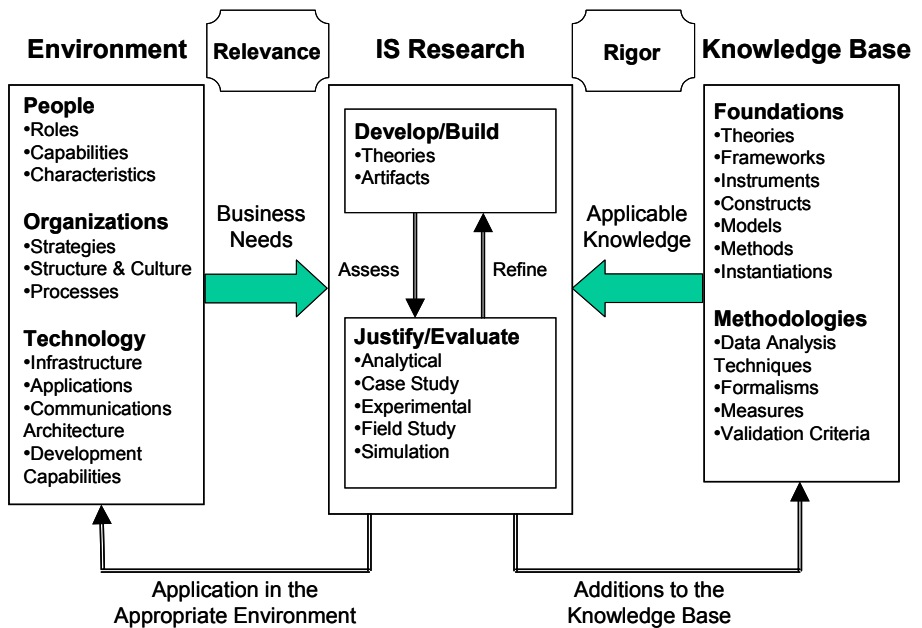 Environment
Relevance
IS Research
Rigor
Knowledge Base
People
•Roles
•Capabilities
•Characteristics
Organizations
•Strategies
•Structure & Culture
•Processes
Technology
•Infrastructure
•Applications
•Communications
Architecture
•Development
Capabilities
Business
Needs
Develop/Build
•Theories
•Artifacts
Assess
Refine
Justify/Evaluate
•Analytical
•Case Study
•Experimental
•Field Study
•Simulation
Applicable
Knowledge
Foundations
•Theories
•Frameworks
•Instruments
•Constructs
•Models
•Methods
•Instantiations
Methodologies
•Data Analysis
Techniques
•Formalisms
•Measures
•Validation Criteria
Application in the
Appropriate Environment
Additions to the
Knowledge Base